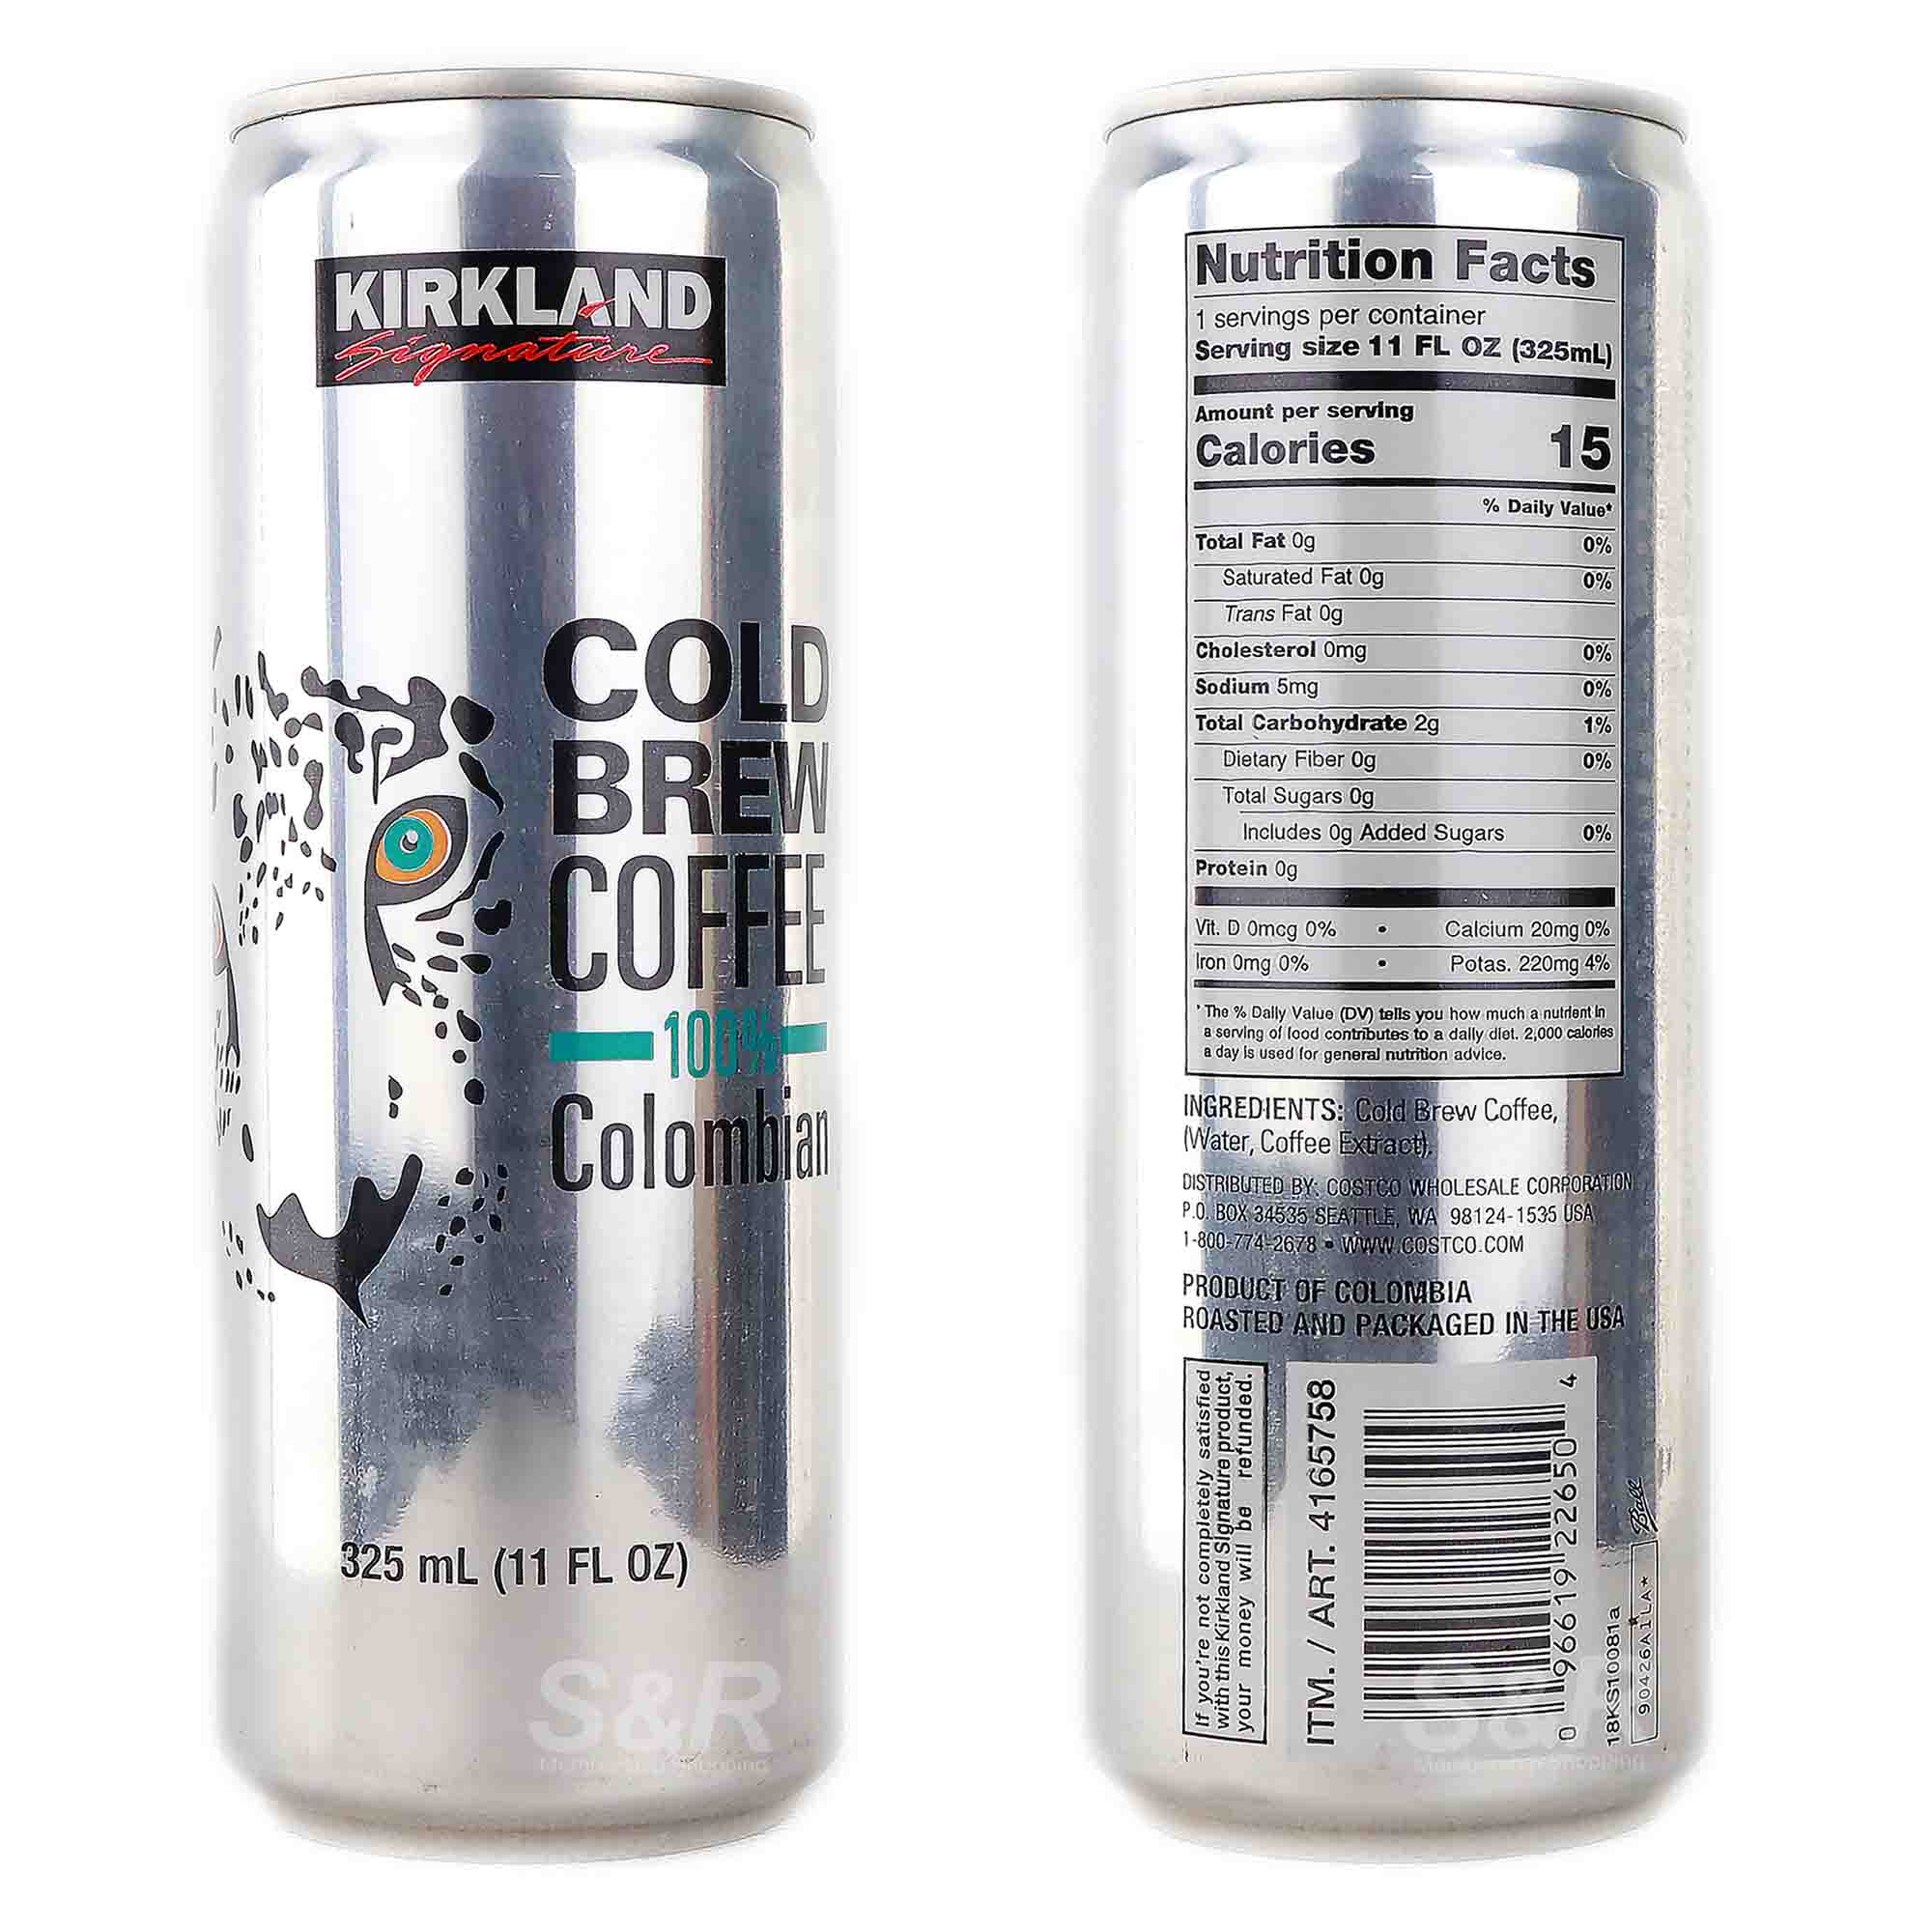 KIRKLAND
Signature
COLD
BREW
COFFEE
100%
Colombian
325 mL (11 FL OZ)
S&R
Nutrition Facts
1 servings per container
Serving size 11 FL OZ (325mL)
Amount per serving
Calories 15
% Daily Value*
Total Fat 0g 0%
Saturated Fat 0g 0%
Trans Fat 0g
Cholesterol 0mg 0%
Sodium 5mg 0%
Total Carbohydrate 2g 1%
Dietary Fiber 0g 0%
Total Sugars 0g
Includes 0g Added Sugars 0%
Protein 0g
Vit. D 0mcg 0% • Calcium 20mg 0%
Iron 0mg 0% • Potas. 220mg 4%
* The % Daily Value (DV) tells you how much a nutrient in
a serving of food contributes to a daily diet. 2,000 calories
a day is used for general nutrition advice.
INGREDIENTS: Cold Brew Coffee,
(Water, Coffee Extract).
DISTRIBUTED BY: COSTCO WHOLESALE CORPORATION
P.O. BOX 34535 SEATTLE, WA 98124-1535 USA
1-800-774-2678 • WWW.COSTCO.COM
PRODUCT OF COLOMBIA
ROASTED AND PACKAGED IN THE USA
If you're not completely satisfied
with this Kirkland Signature product,
your money will be refunded.
ITM. / ART. 4165758
0 96619 22650 4
Ball
18KS10081a
90426A1LA*
S&R